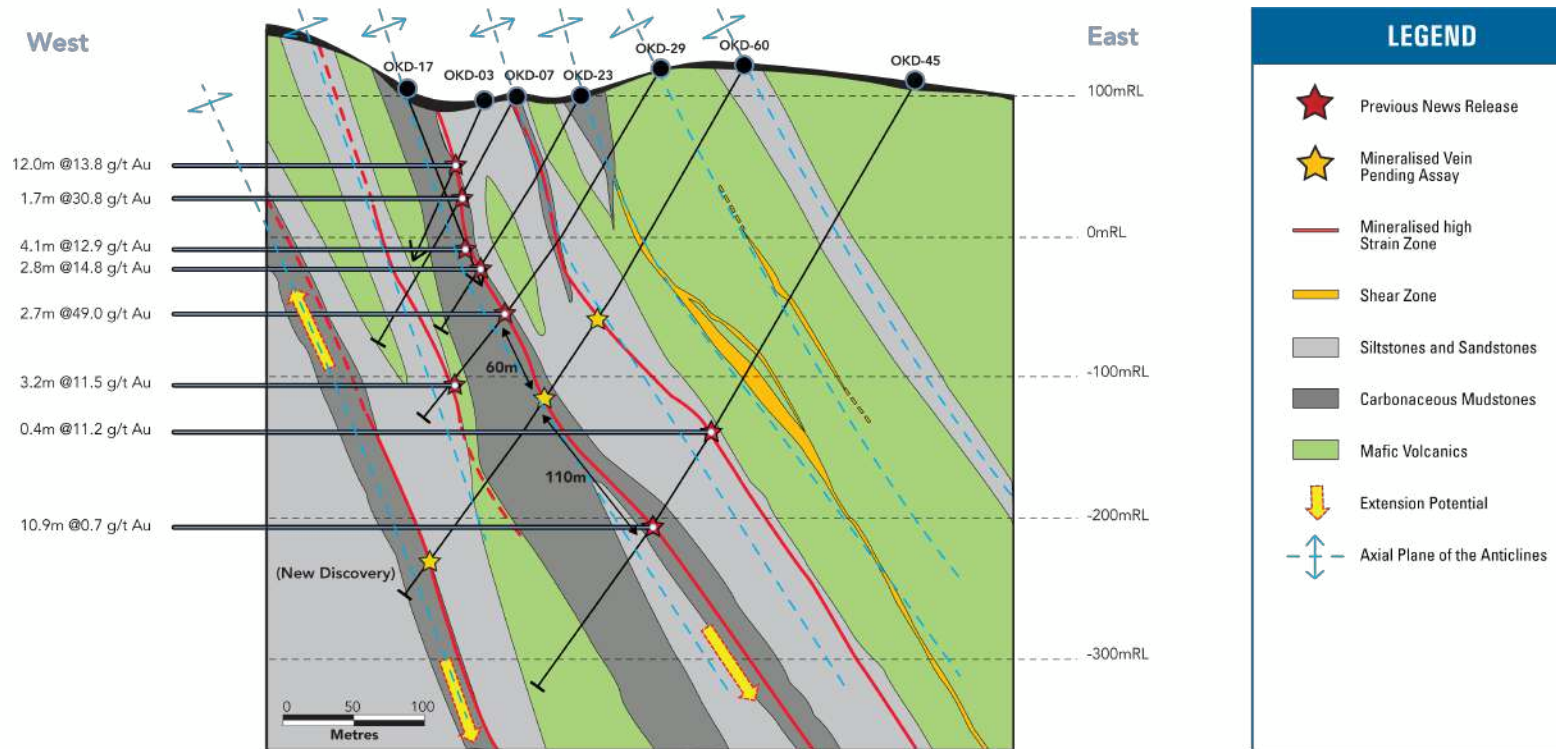 West
East
OKD-17
OKD-03
OKD-07
OKD-23
OKD-29
OKD-60
OKD-45
100mRL
0mRL
-100mRL
-200mRL
-300mRL
12.0m @13.8 g/t Au
1.7m @30.8 g/t Au
4.1m @12.9 g/t Au
2.8m @14.8 g/t Au
2.7m @49.0 g/t Au
3.2m @11.5 g/t Au
0.4m @11.2 g/t Au
10.9m @0.7 g/t Au
60m
110m
(New Discovery)
0 50 100
Metres
LEGEND
Previous News Release
Mineralised Vein
Pending Assay
Mineralised high
Strain Zone
Shear Zone
Siltstones and Sandstones
Carbonaceous Mudstones
Mafic Volcanics
Extension Potential
Axial Plane of the Anticlines